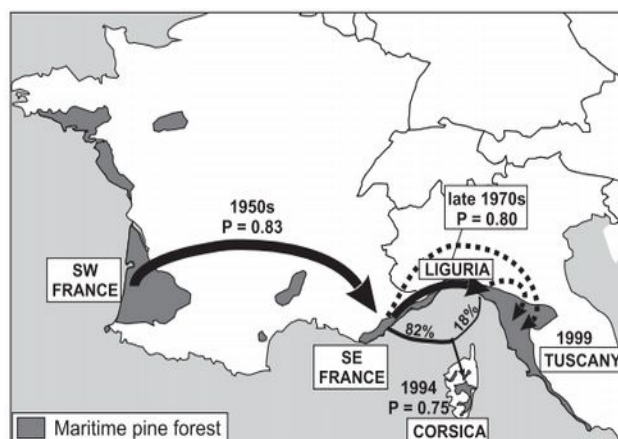 1950s
P = 0.83
late 1970s
P = 0.80
SW
FRANCE
LIGURIA
82%
18%
SE
FRANCE
1999
TUSCANY
1994
P = 0.75
CORSICA
Maritime pine forest